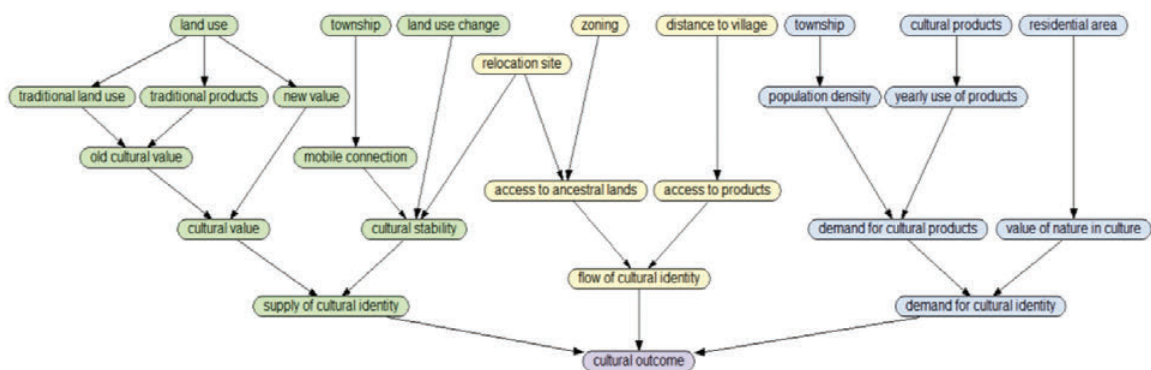 land use
township
land use change
zoning
distance to village
township
cultural products
residential area
relocation site
traditional land use
traditional products
new value
population density
yearly use of products
old cultural value
mobile connection
access to ancestral lands
access to products
cultural value
cultural stability
demand for cultural products
value of nature in culture
flow of cultural identity
supply of cultural identity
demand for cultural identity
cultural outcome